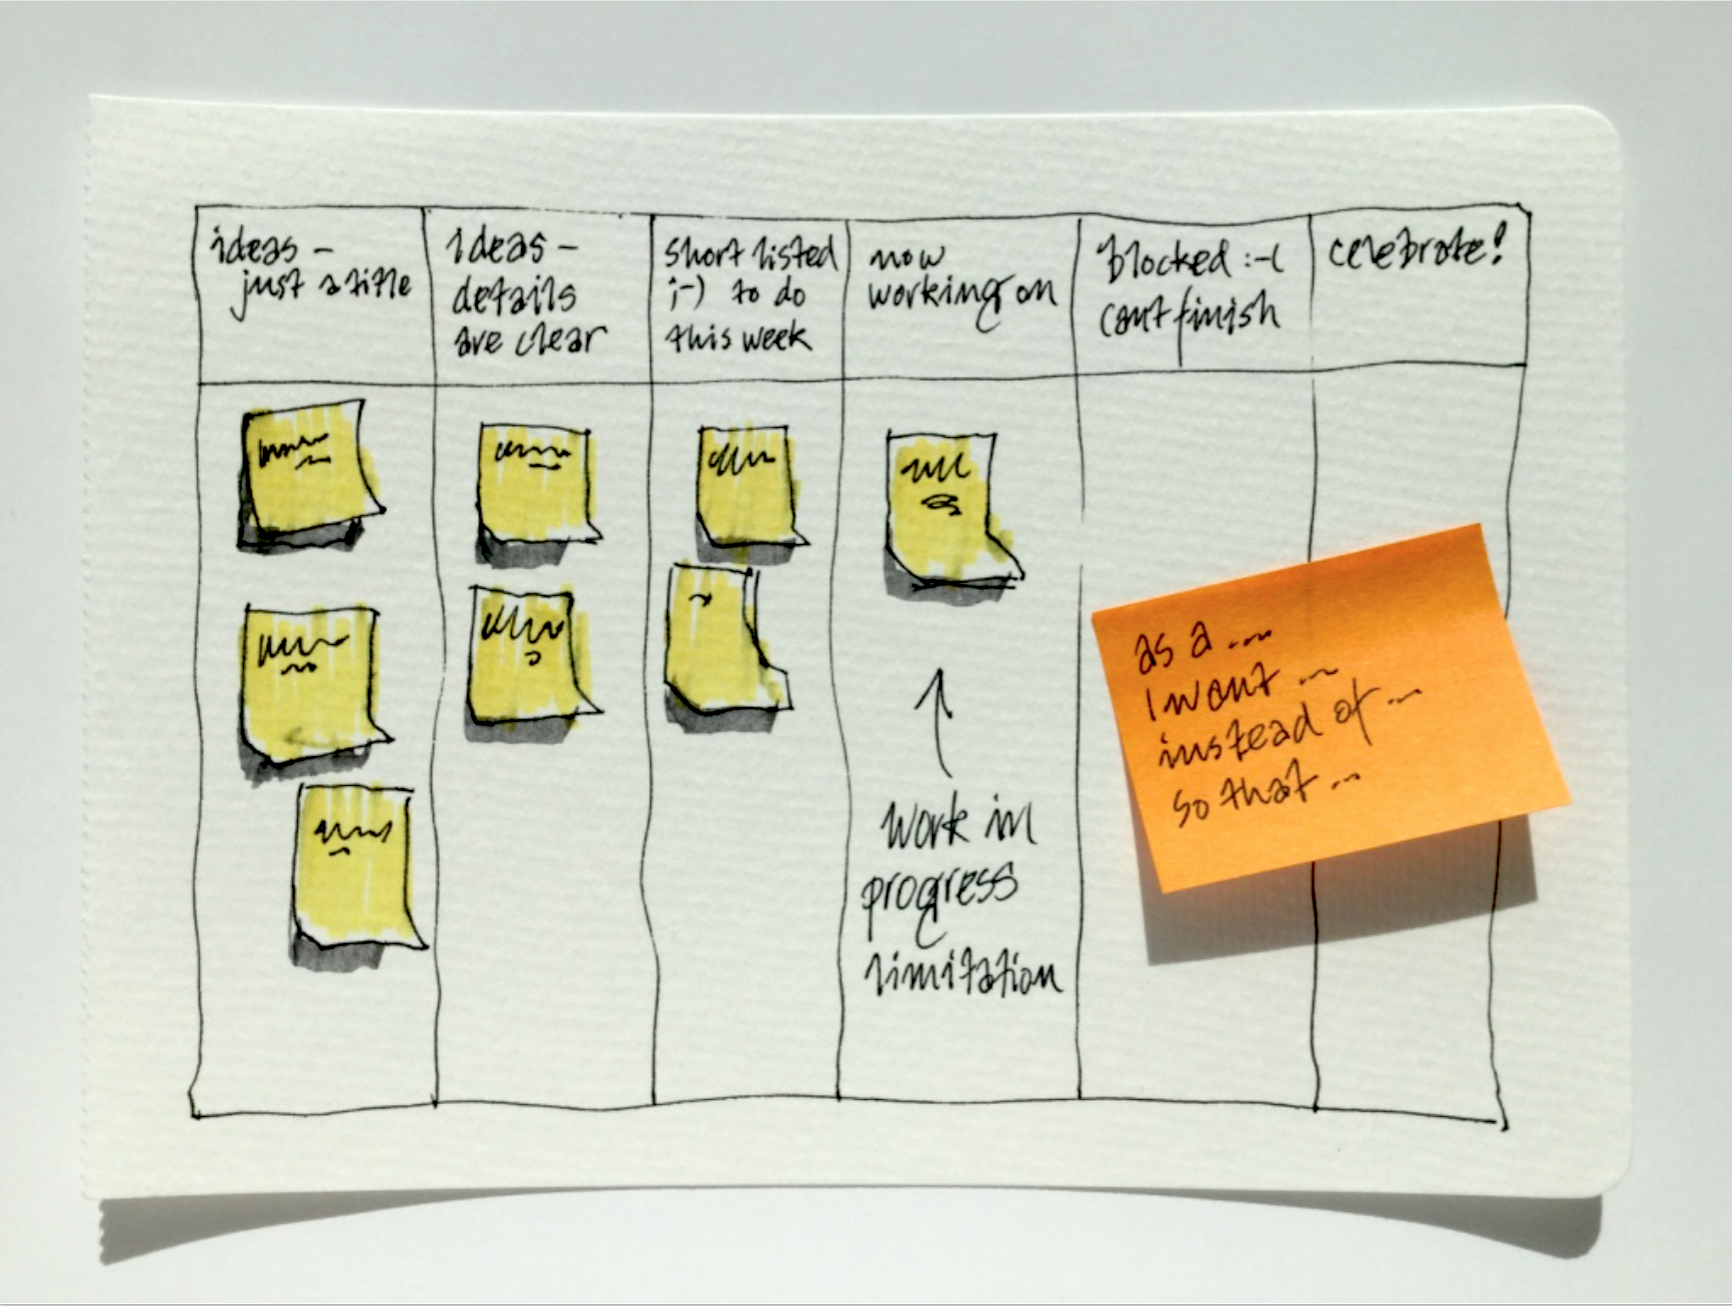 ideas -
just a title
ideas -
details
are clear
short listed
;-) to do
this week
now
working on
blocked :-(
cant finish
celebrate!
work in
progress
limitation
as a ...
I want ...
instead of ...
so that ...